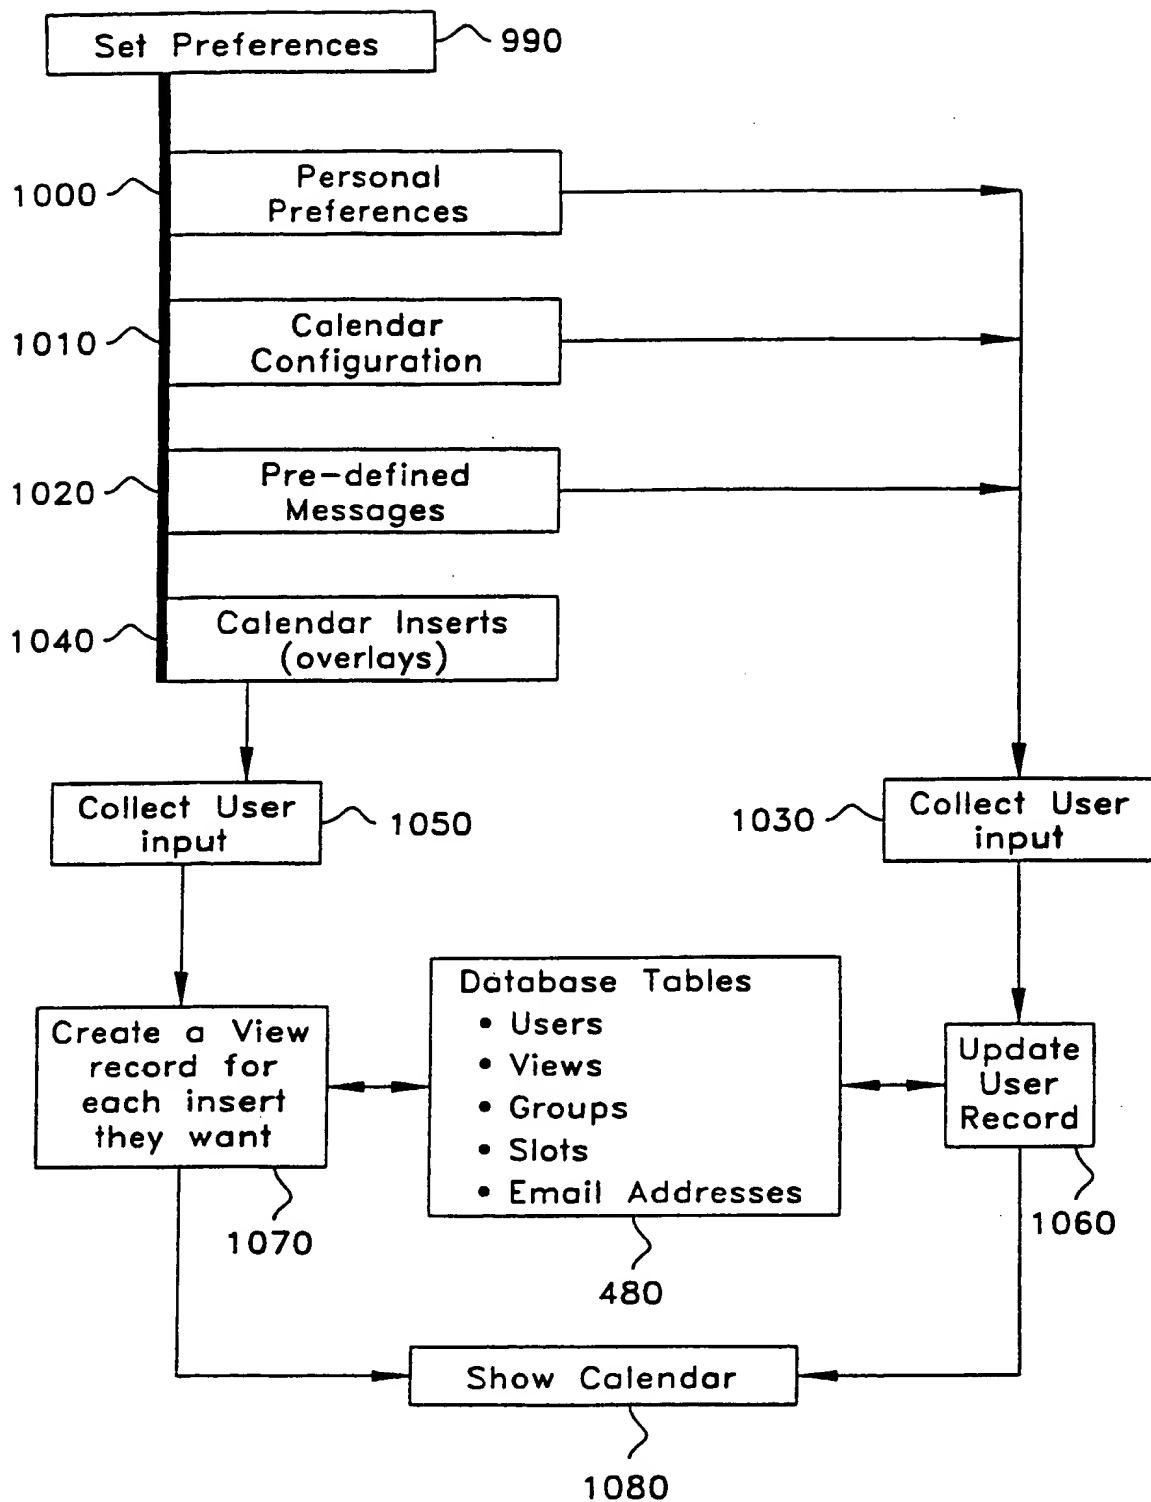 Set Preferences
990
1000
Personal
Preferences
1010
Calendar
Configuration
1020
Pre-defined
Messages
1040
Calendar Inserts
(overlays)
Collect User
input
1050
1030
Collect User
input
Create a View
record for
each insert
they want
1070
Database Tables
• Users
• Views
• Groups
• Slots
• Email Addresses
480
Update
User
Record
1060
Show Calendar
1080